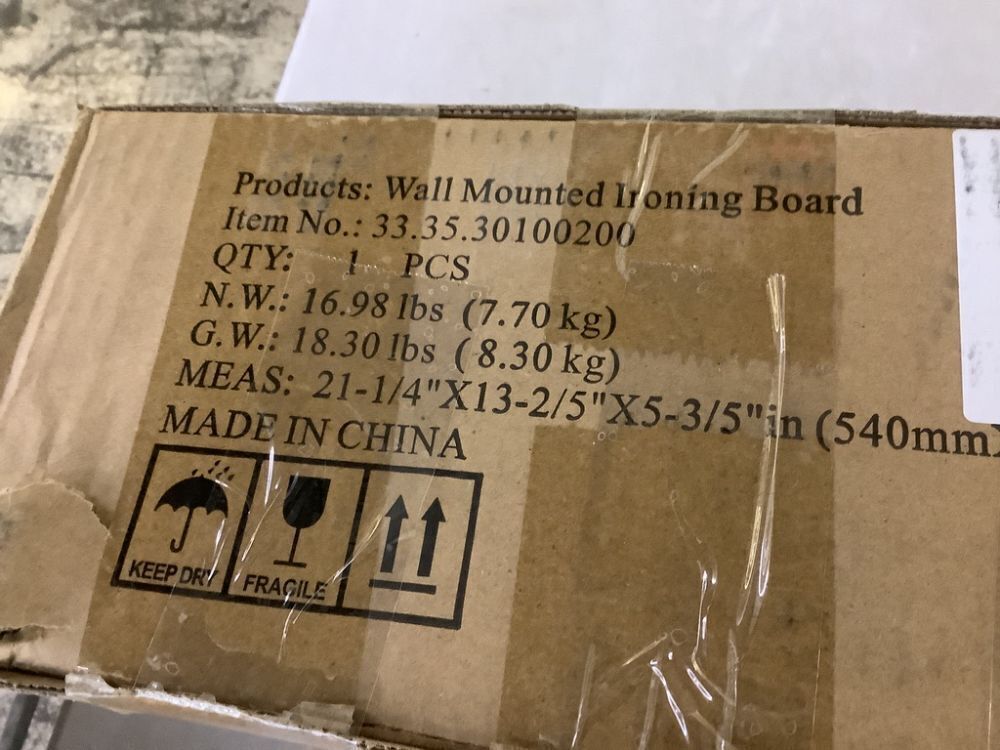 Products: Wall Mounted Ironing Board
Item No.: 33.35.30100200
QTY: 1 PCS
N.W.: 16.98 lbs (7.70 kg)
G.W.: 18.30 lbs (8.30 kg)
MEAS: 21-1/4"X13-2/5"X5-3/5"in (540mm
MADE IN CHINA
KEEP DRY
FRAGILE